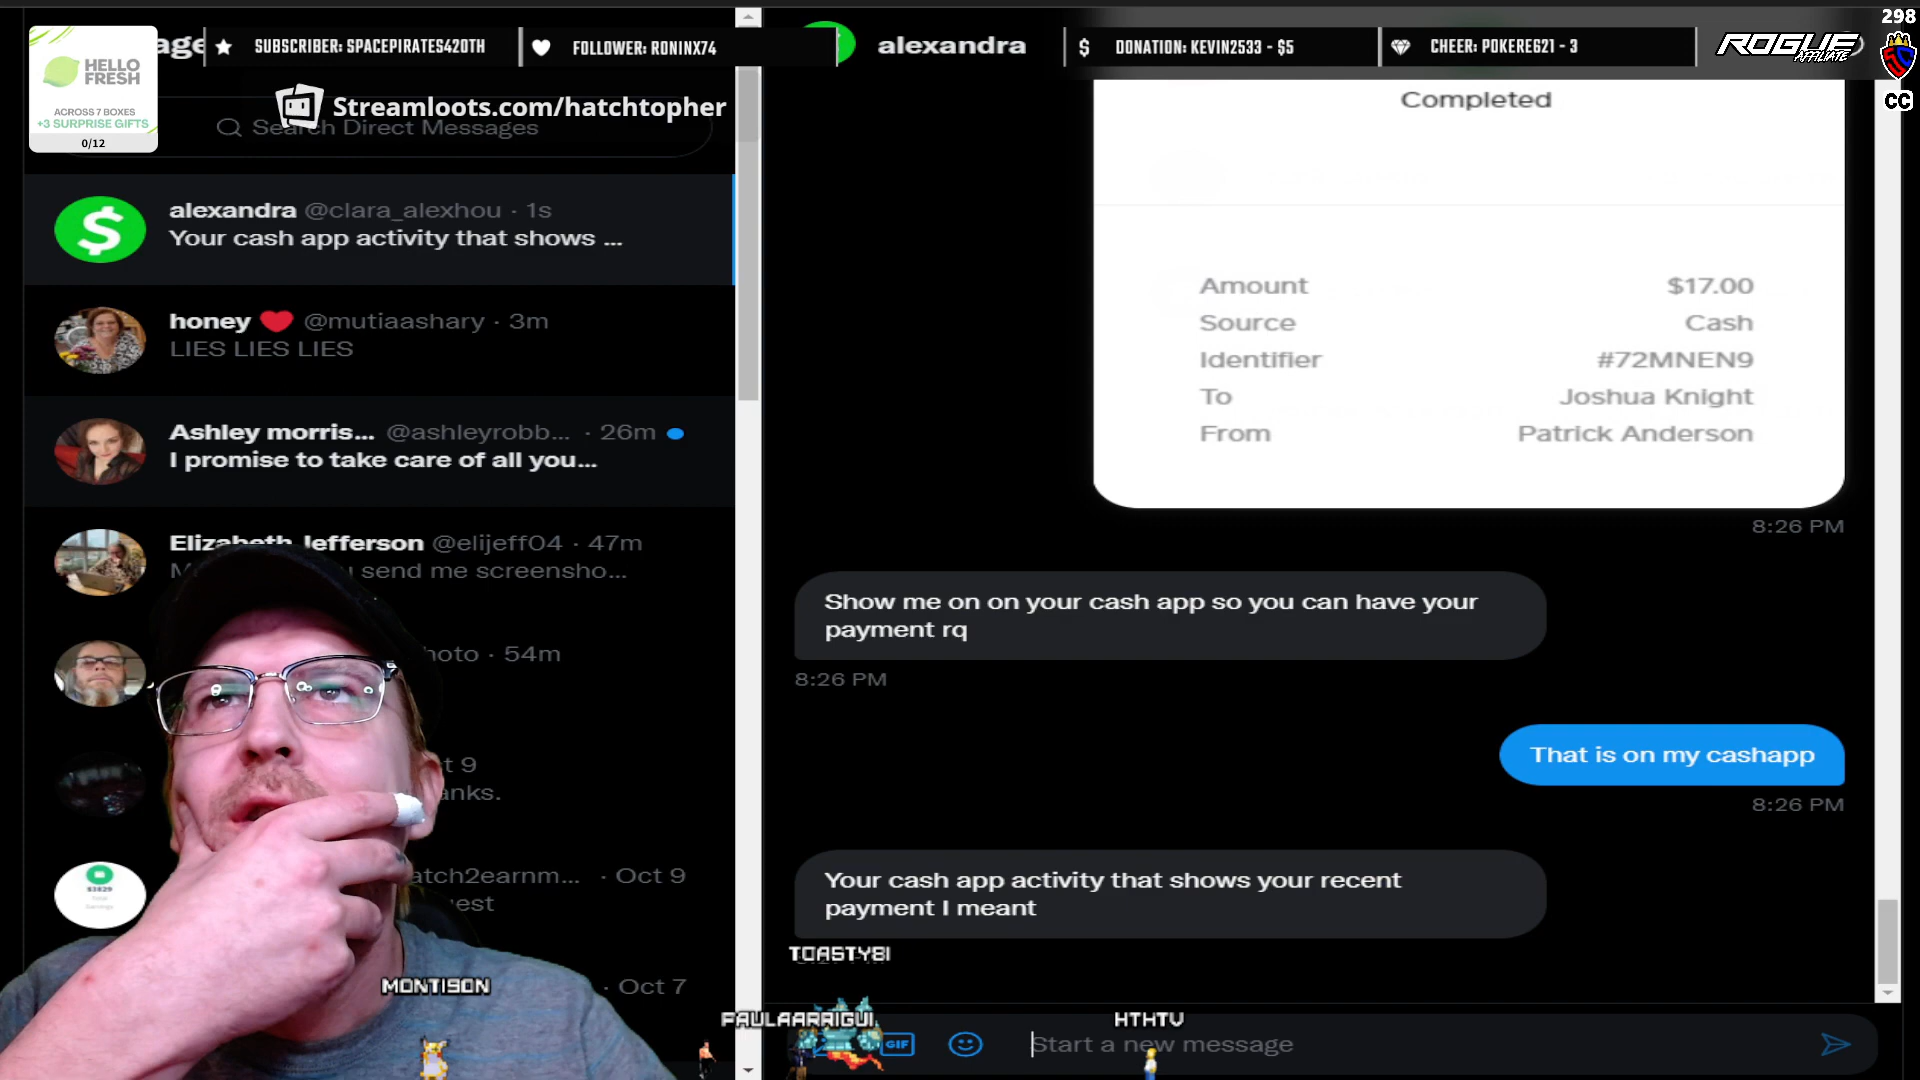 298
SUBSCRIBER: SPACEPIRATES420TH
FOLLOWER: RONINX74
alexandra
DONATION: KEVIN2533 - $5
CHEER: POKERE621 - 3
ROGUE
AFFILIATE
CC
HELLO
FRESH
ACROSS 7 BOXES
+3 SURPRISE GIFTS
0/12
Streamloots.com/hatchtopher
Search Direct Messages
alexandra @clara_alexhou · 1s
Your cash app activity that shows ...
honey @mutiaashary · 3m
LIES LIES LIES
Ashley morris... @ashleyrobb... · 26m
I promise to take care of all you...
Elizabeth Jefferson @elijeff04 · 47m
send me screensho...
· 54m
9
· Oct 9
· Oct 7
Completed
Amount $17.00
Source Cash
Identifier #72MNEN9
To Joshua Knight
From Patrick Anderson
8:26 PM
Show me on on your cash app so you can have your
payment rq
8:26 PM
That is on my cashapp
8:26 PM
Your cash app activity that shows your recent
payment I meant
TOASTY81
MONTISON
PAULAARRIGUI
HTHTV
GIF
Start a new message